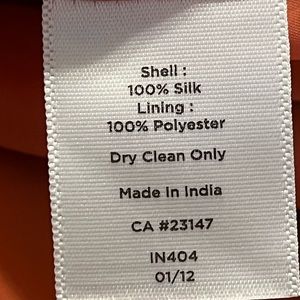 Shell :
100% Silk
Lining :
100% Polyester
Dry Clean Only
Made In India
CA #23147
IN404
01/12